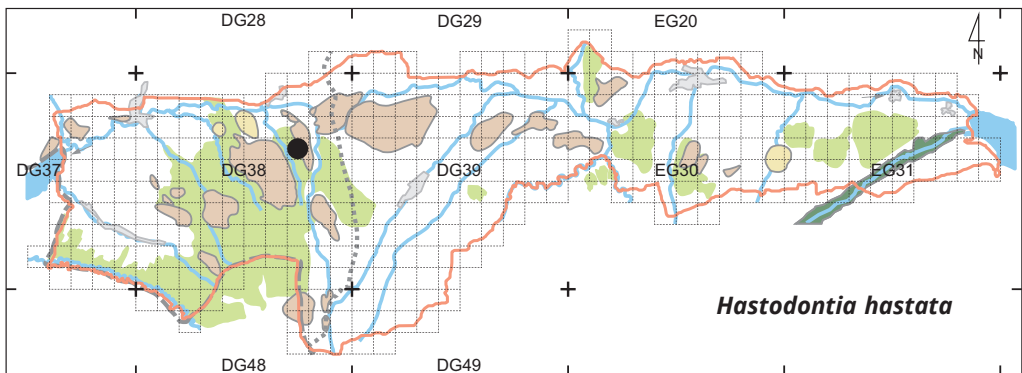 DG28 DG29 EG20
N
DG37 DG38 DG39 EG30 EG31
Hastodontia hastata
DG48 DG49